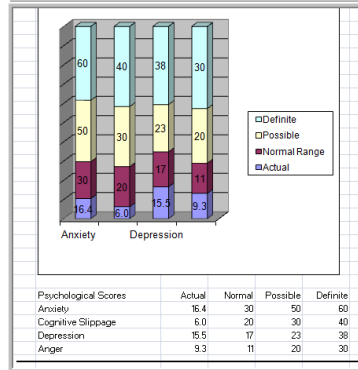 60 40 38 30
50 30 23 20
30 20 17 11
16.4 6.0 15.5 9.3
Anxiety Depression
Definite
Possible
Normal Range
Actual
Psychological Scores Actual Normal Possible Definite
Anxiety 16.4 30 50 60
Cognitive Slippage 6.0 20 30 40
Depression 15.5 17 23 38
Anger 9.3 11 20 30